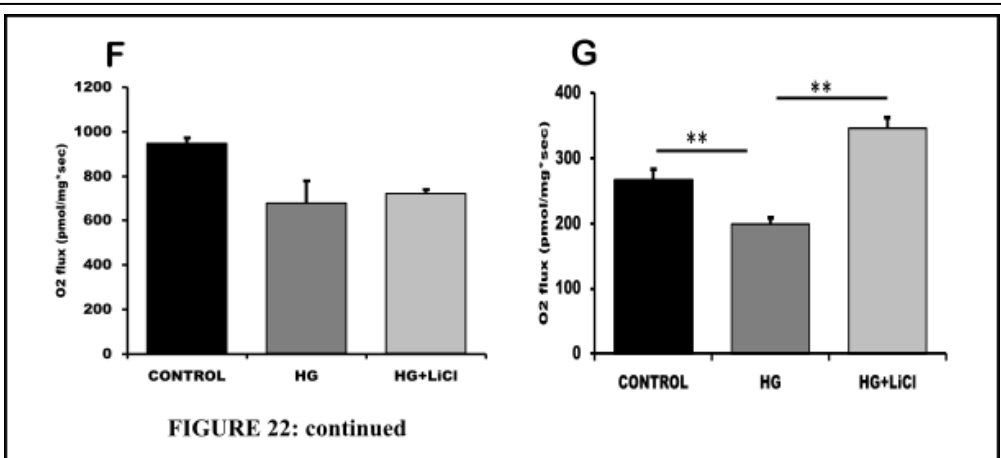 F
1200
1000
800
600
400
200
0
O2 flux (pmol/mg*sec)
CONTROL HG HG+LiCl
G
400
300
200
100
0
O2 flux (pmol/mg*sec)
**
**
CONTROL HG HG+LiCl
FIGURE 22: continued